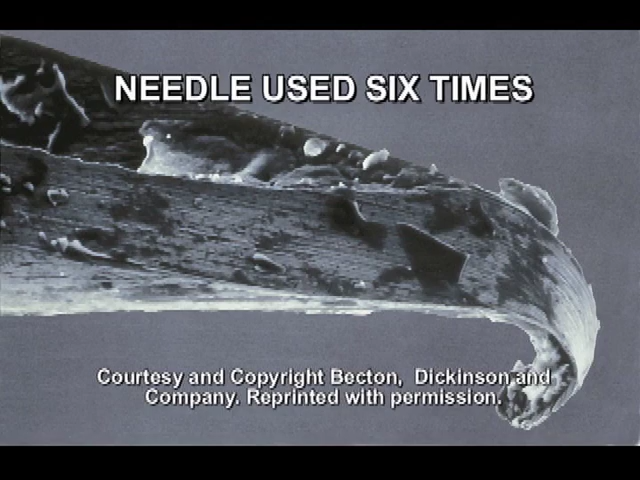 NEEDLE USED SIX TIMES
Courtesy and Copyright Becton, Dickinson and
Company. Reprinted with permission.